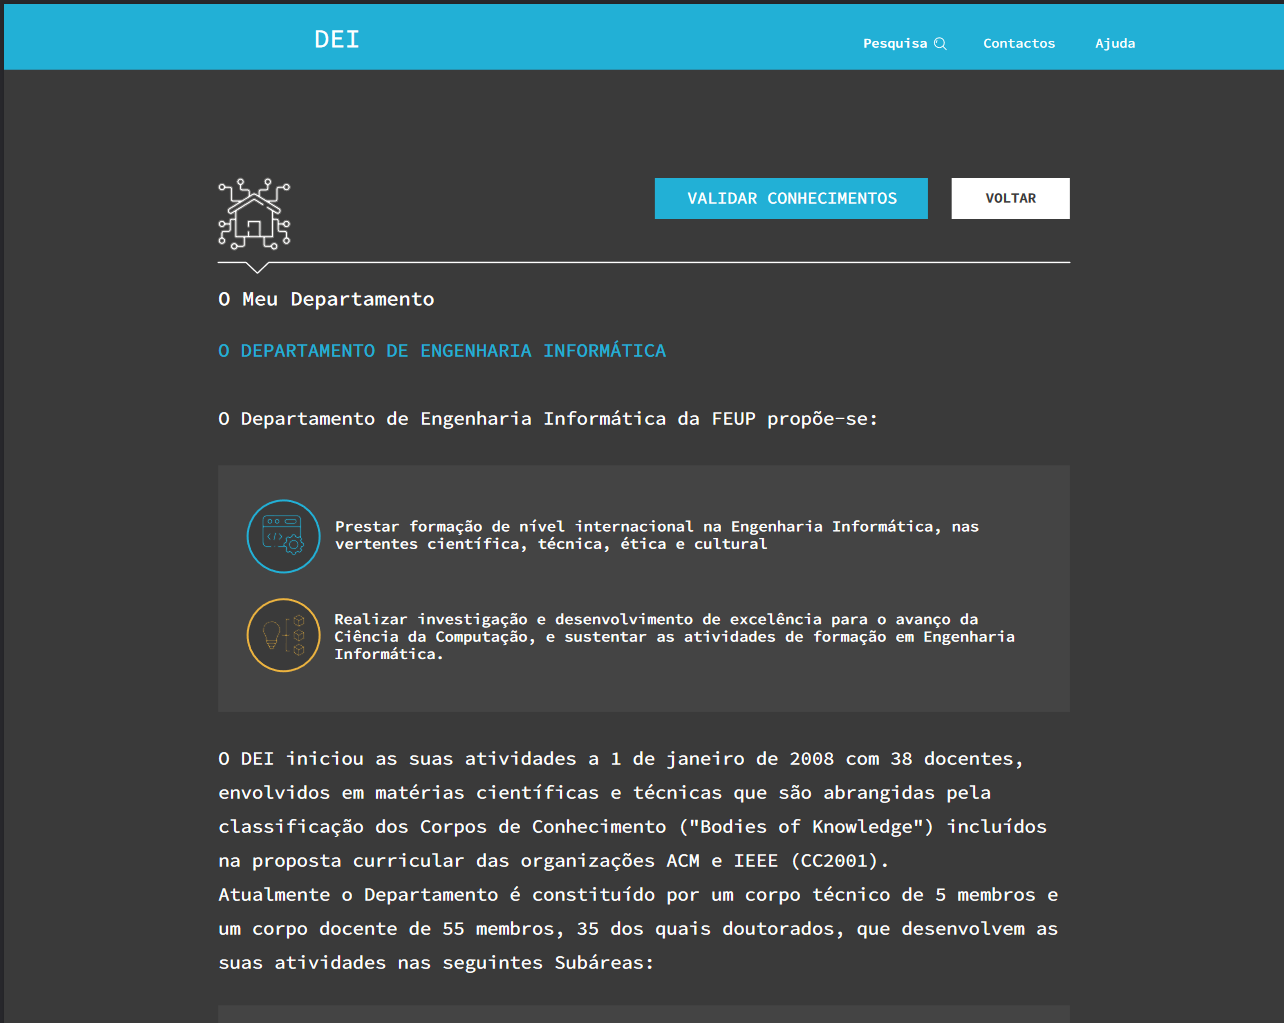 DEI
Pesquisa
Contactos
Ajuda
VALIDAR CONHECIMENTOS
VOLTAR
O Meu Departamento
O DEPARTAMENTO DE ENGENHARIA INFORMÁTICA
O Departamento de Engenharia Informática da FEUP propõe-se:
Prestar formação de nível internacional na Engenharia Informática, nas
vertentes científica, técnica, ética e cultural
Realizar investigação e desenvolvimento de excelência para o avanço da
Ciência da Computação, e sustentar as atividades de formação em Engenharia
Informática.
O DEI iniciou as suas atividades a 1 de janeiro de 2008 com 38 docentes,
envolvidos em matérias científicas e técnicas que são abrangidas pela
classificação dos Corpos de Conhecimento ("Bodies of Knowledge") incluídos
na proposta curricular das organizações ACM e IEEE (CC2001).
Atualmente o Departamento é constituído por um corpo técnico de 5 membros e
um corpo docente de 55 membros, 35 dos quais doutorados, que desenvolvem as
suas atividades nas seguintes Subáreas: